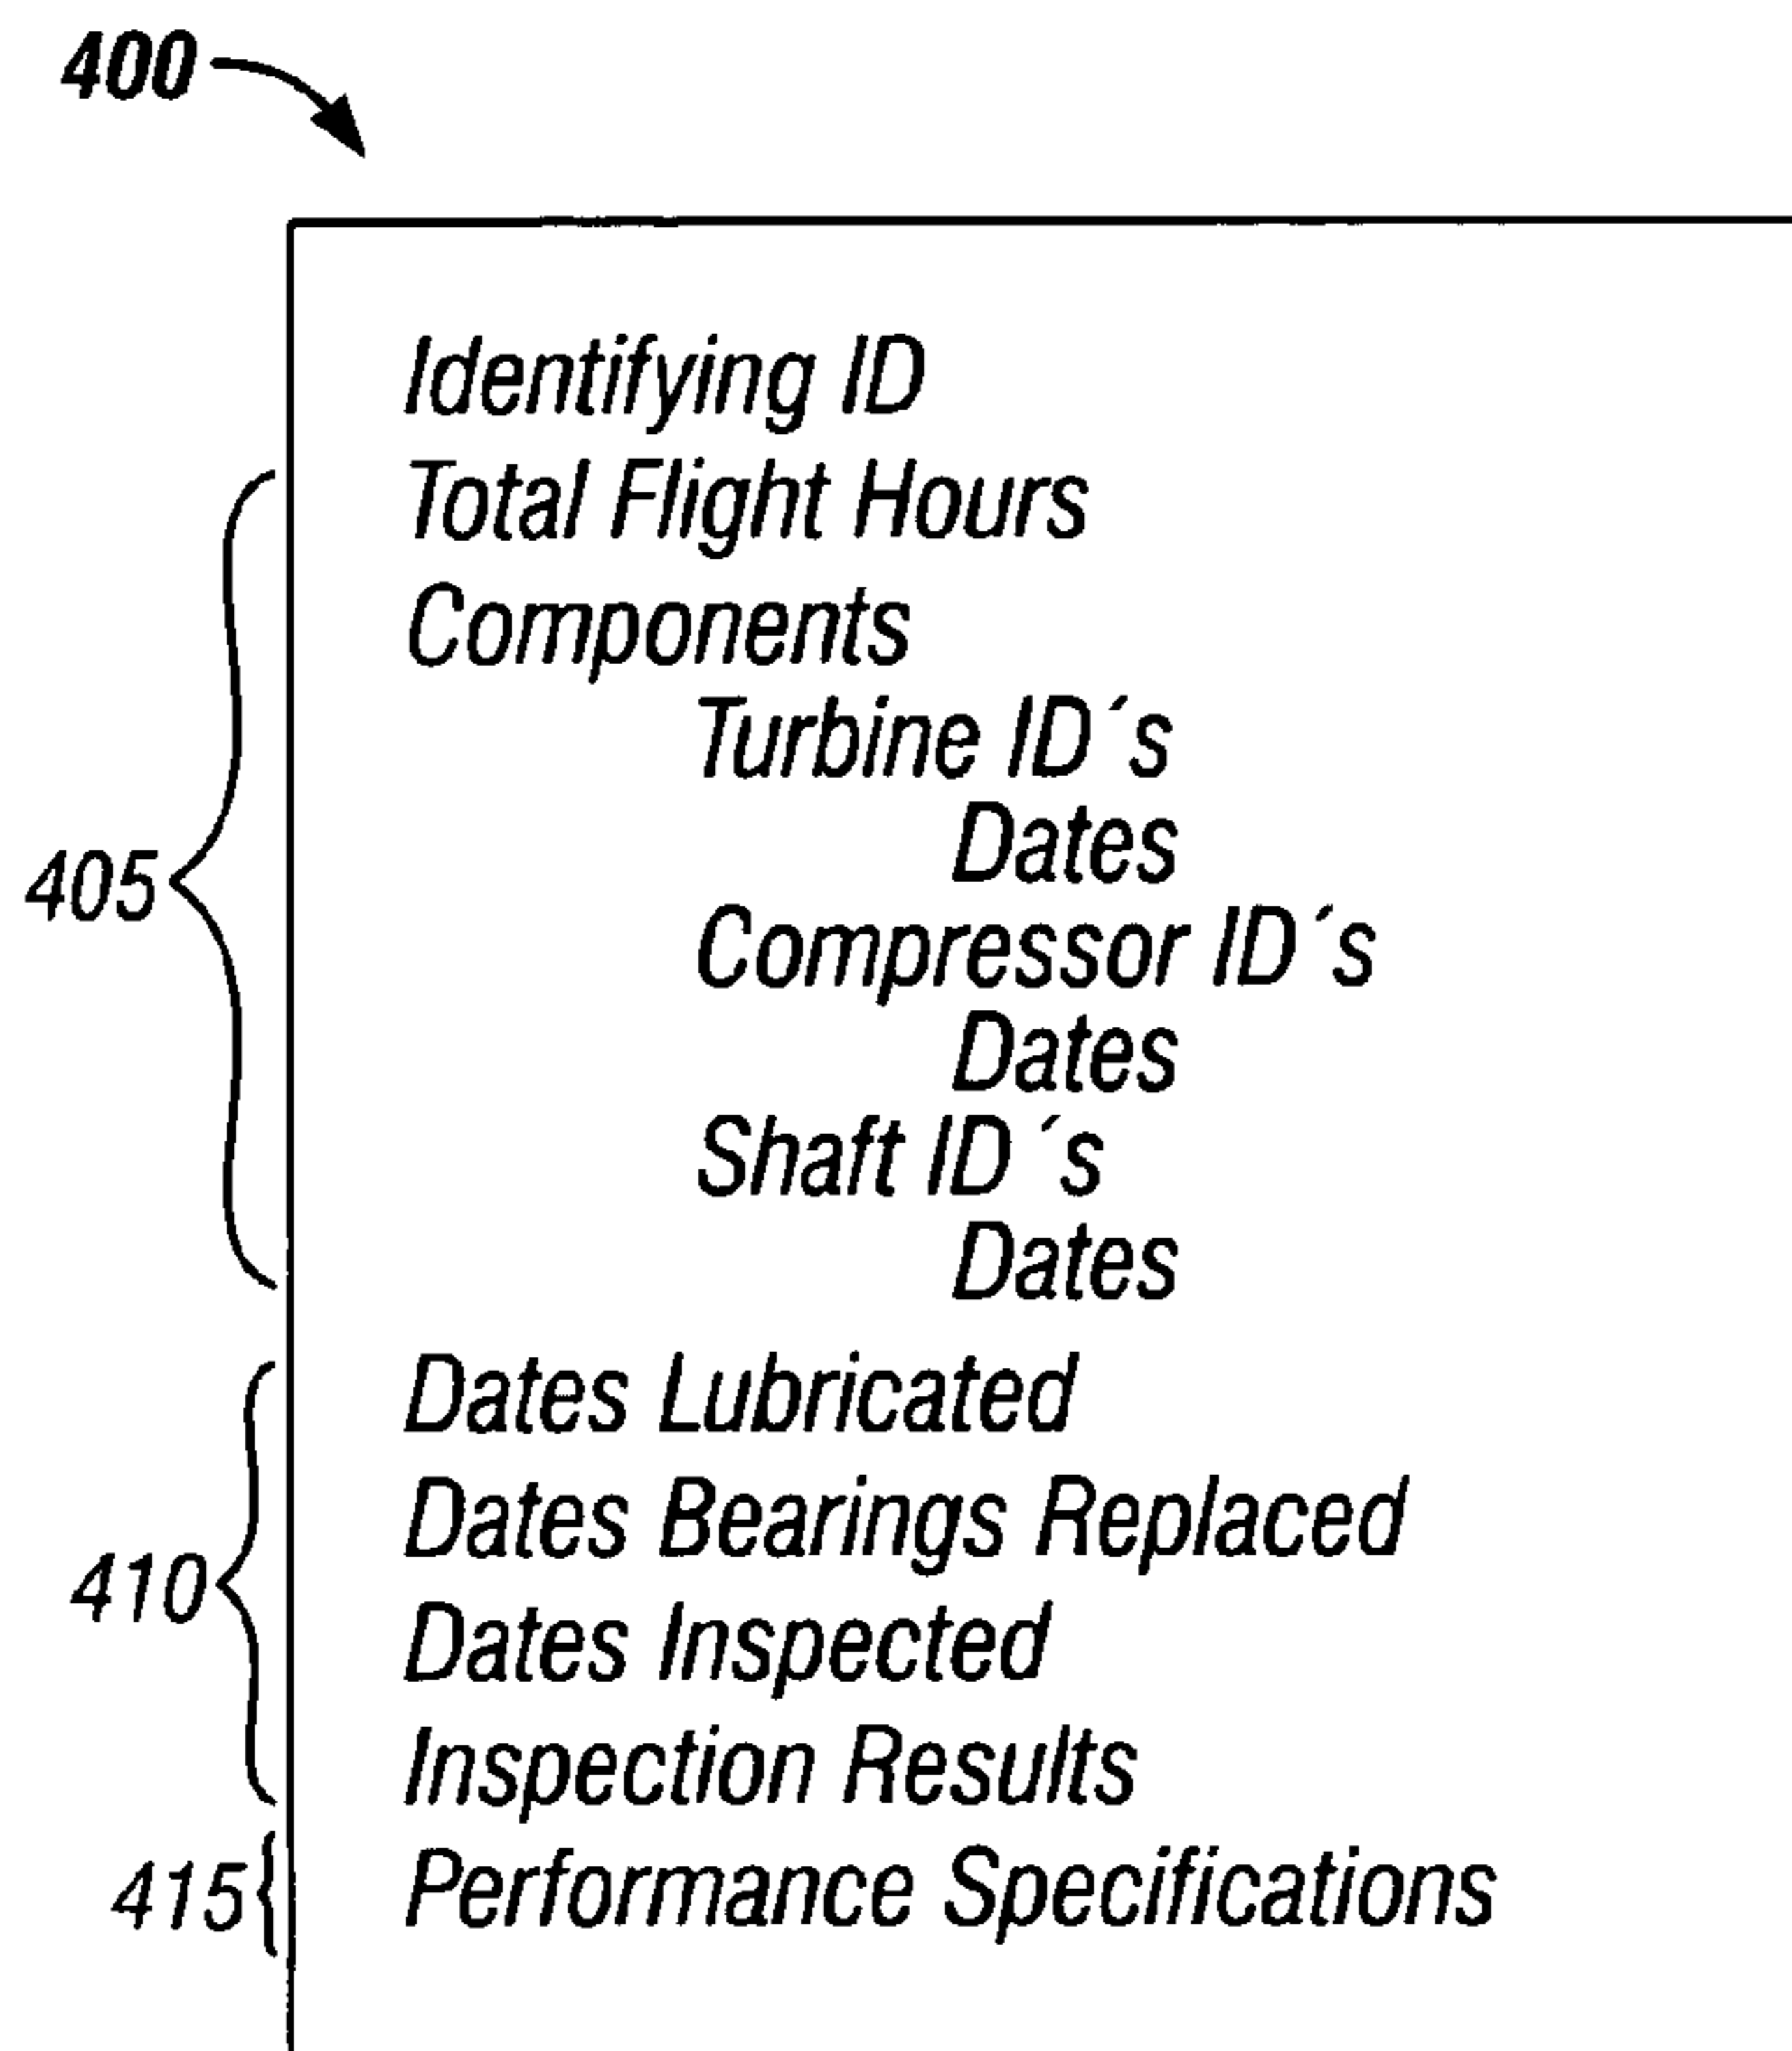 400
Identifying ID
Total Flight Hours
Components
Turbine ID´s
Dates
405
Compressor ID´s
Dates
Shaft ID´s
Dates
Dates Lubricated
Dates Bearings Replaced
410
Dates Inspected
Inspection Results
415
Performance Specifications